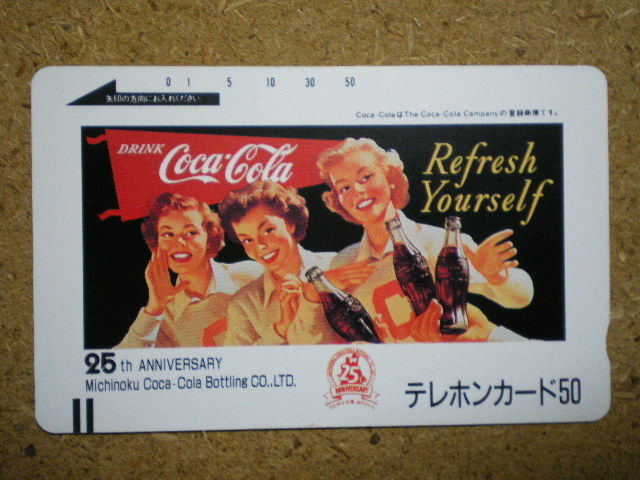 0 1 5 10 30 50
矢印の方向にお入れください
Coca-ColaはThe Coca-Cola Campanyの登録商標です。
DRINK
Coca-Cola
Refresh
Yourself
C
C
25th ANNIVERSARY
Michinoku Coca-Cola Bottling CO.,LTD.
25th
ANNIVERSARY
テレホンカード50